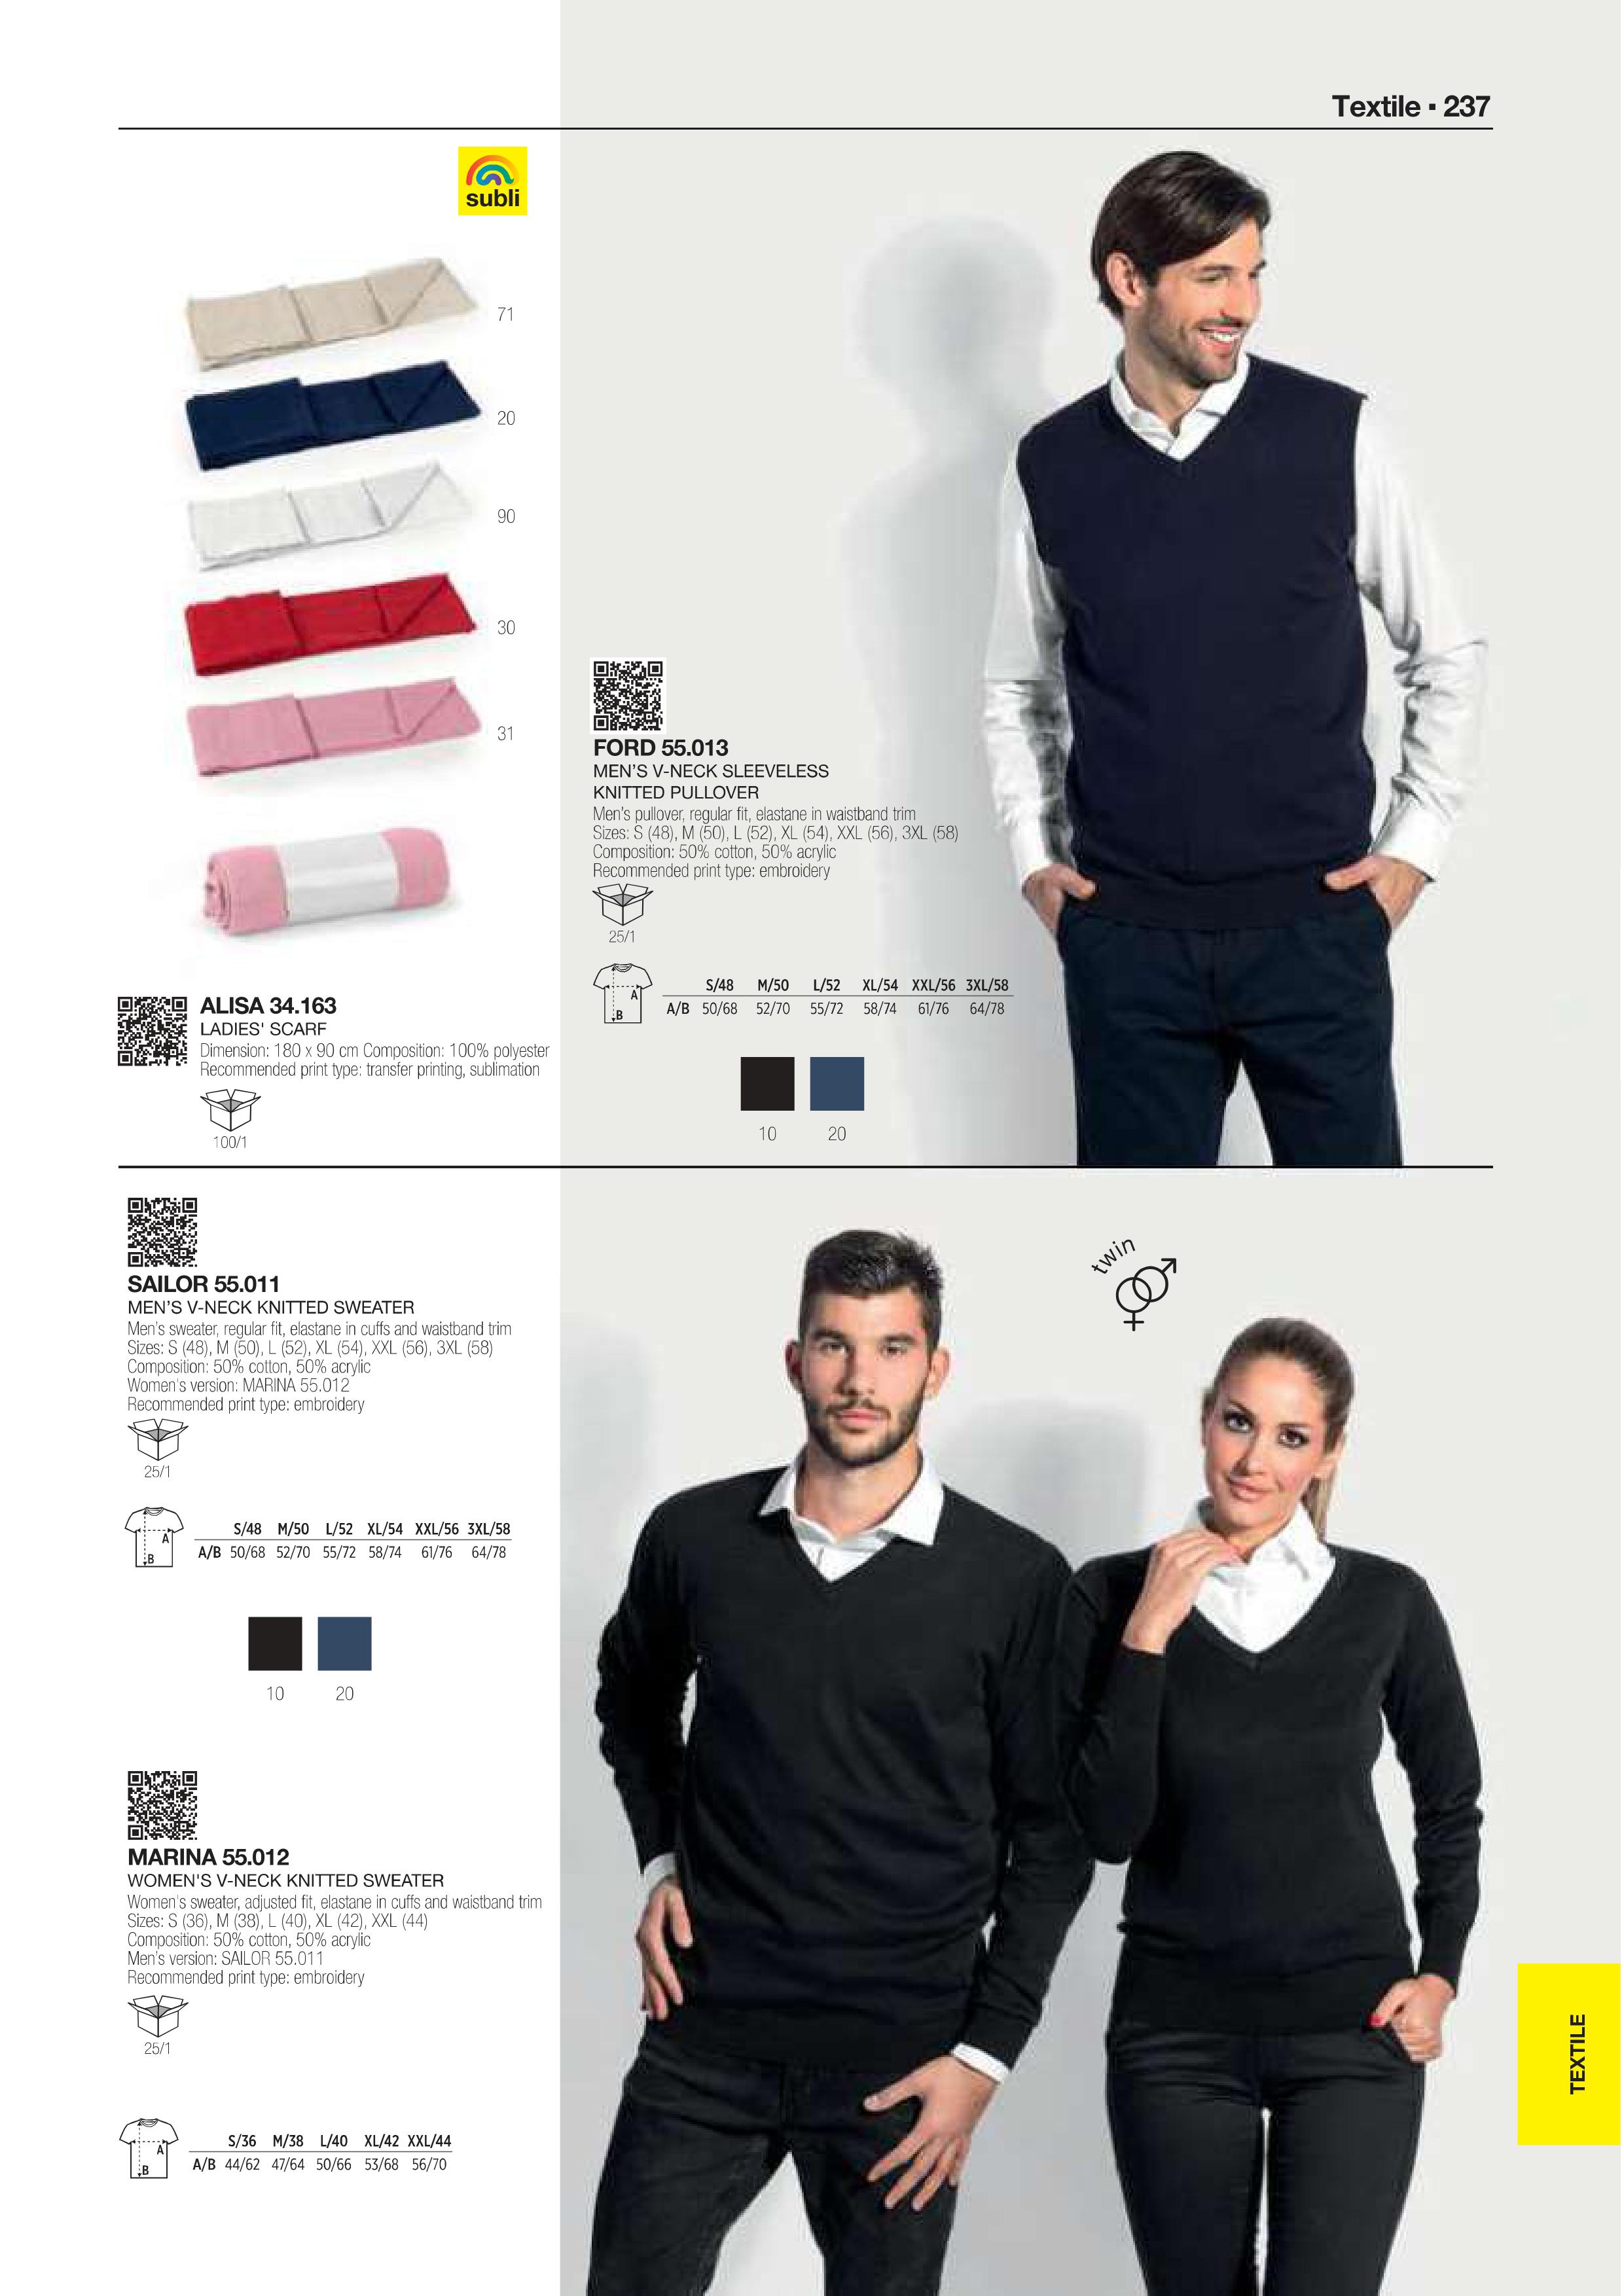 Textile ▪ 237
subli
71
20
90
30
31
ALISA 34.163
LADIES' SCARF
Dimension: 180 x 90 cm Composition: 100% polyester
Recommended print type: transfer printing, sublimation
100/1
FORD 55.013
MEN'S V-NECK SLEEVELESS
KNITTED PULLOVER
Men's pullover, regular fit, elastane in waistband trim
Sizes: S (48), M (50), L (52), XL (54), XXL (56), 3XL (58)
Composition: 50% cotton, 50% acrylic
Recommended print type: embroidery
25/1
A
B
S/48 M/50 L/52 XL/54 XXL/56 3XL/58
A/B 50/68 52/70 55/72 58/74 61/76 64/78
10 20
SAILOR 55.011
MEN'S V-NECK KNITTED SWEATER
Men's sweater, regular fit, elastane in cuffs and waistband trim
Sizes: S (48), M (50), L (52), XL (54), XXL (56), 3XL (58)
Composition: 50% cotton, 50% acrylic
Women's version: MARINA 55.012
Recommended print type: embroidery
25/1
A
B
S/48 M/50 L/52 XL/54 XXL/56 3XL/58
A/B 50/68 52/70 55/72 58/74 61/76 64/78
10 20
MARINA 55.012
WOMEN'S V-NECK KNITTED SWEATER
Women's sweater, adjusted fit, elastane in cuffs and waistband trim
Sizes: S (36), M (38), L (40), XL (42), XXL (44)
Composition: 50% cotton, 50% acrylic
Men's version: SAILOR 55.011
Recommended print type: embroidery
25/1
A
B
S/36 M/38 L/40 XL/42 XXL/44
A/B 44/62 47/64 50/66 53/68 56/70
twin
TEXTILE